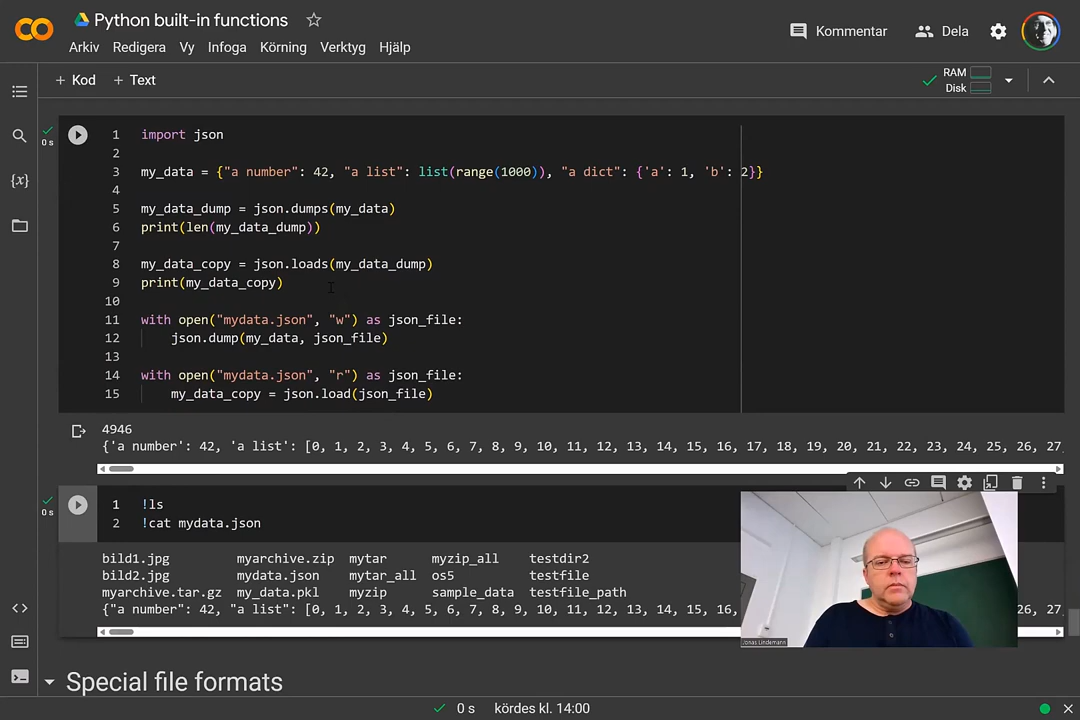 Python built-in functions
Arkiv Redigera Vy Infoga Körning Verktyg Hjälp
Kommentar
Dela
+ Kod + Text
RAM
Disk
{x}
0 s
1 import json
2
3 my_data = {"a number": 42, "a list": list(range(1000)), "a dict": {'a': 1, 'b': 2}}
4
5 my_data_dump = json.dumps(my_data)
6 print(len(my_data_dump))
7
8 my_data_copy = json.loads(my_data_dump)
9 print(my_data_copy)
10
11 with open("mydata.json", "w") as json_file:
12 json.dump(my_data, json_file)
13
14 with open("mydata.json", "r") as json_file:
15 my_data_copy = json.load(json_file)
4946
{'a number': 42, 'a list': [0, 1, 2, 3, 4, 5, 6, 7, 8, 9, 10, 11, 12, 13, 14, 15, 16, 17, 18, 19, 20, 21, 22, 23, 24, 25, 26, 27,
0 s
1 !ls
2 !cat mydata.json
bild1.jpg myarchive.zip mytar myzip_all testdir2
bild2.jpg mydata.json mytar_all os5 testfile
myarchive.tar.gz my_data.pkl myzip sample_data testfile_path
{"a number": 42, "a list": [0, 1, 2, 3, 4, 5, 6, 7, 8, 9, 10, 11, 12, 13, 14, 15, 16, 26, 27,
Jonas Lindemann
Special file formats
0 s kördes kl. 14:00